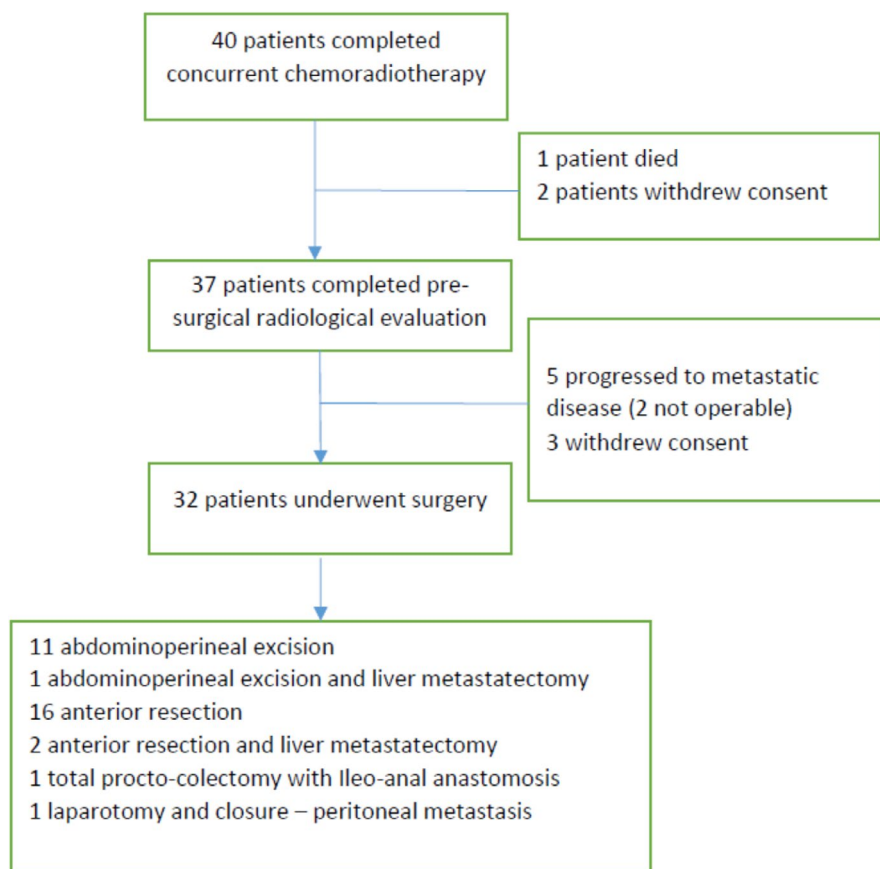 40 patients completed
concurrent chemoradiotherapy
1 patient died
2 patients withdrew consent
37 patients completed pre-
surgical radiological evaluation
5 progressed to metastatic
disease (2 not operable)
3 withdrew consent
32 patients underwent surgery
11 abdominoperineal excision
1 abdominoperineal excision and liver metastatectomy
16 anterior resection
2 anterior resection and liver metastatectomy
1 total procto-colectomy with Ileo-anal anastomosis
1 laparotomy and closure – peritoneal metastasis